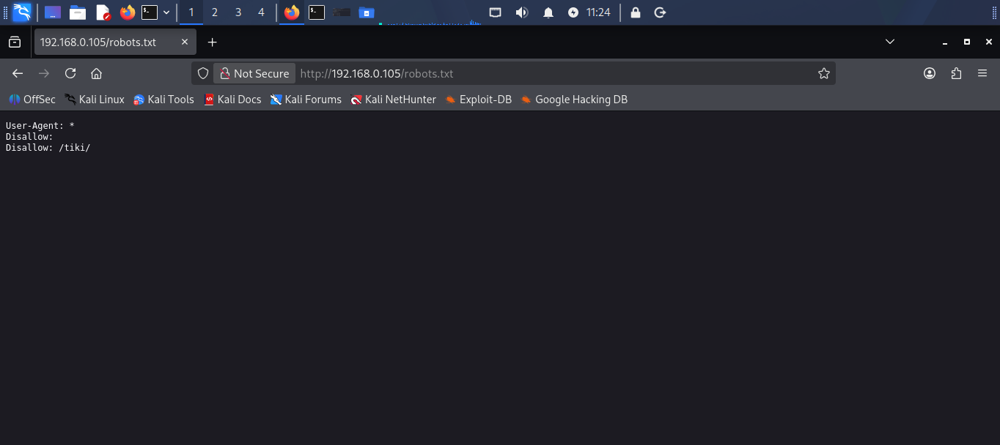 1 2 3 4 11:24
192.168.0.105/robots.txt
Not Secure http://192.168.0.105/robots.txt
OffSec Kali Linux Kali Tools Kali Docs Kali Forums Kali NetHunter Exploit-DB Google Hacking DB
User-Agent: *
Disallow:
Disallow: /tiki/